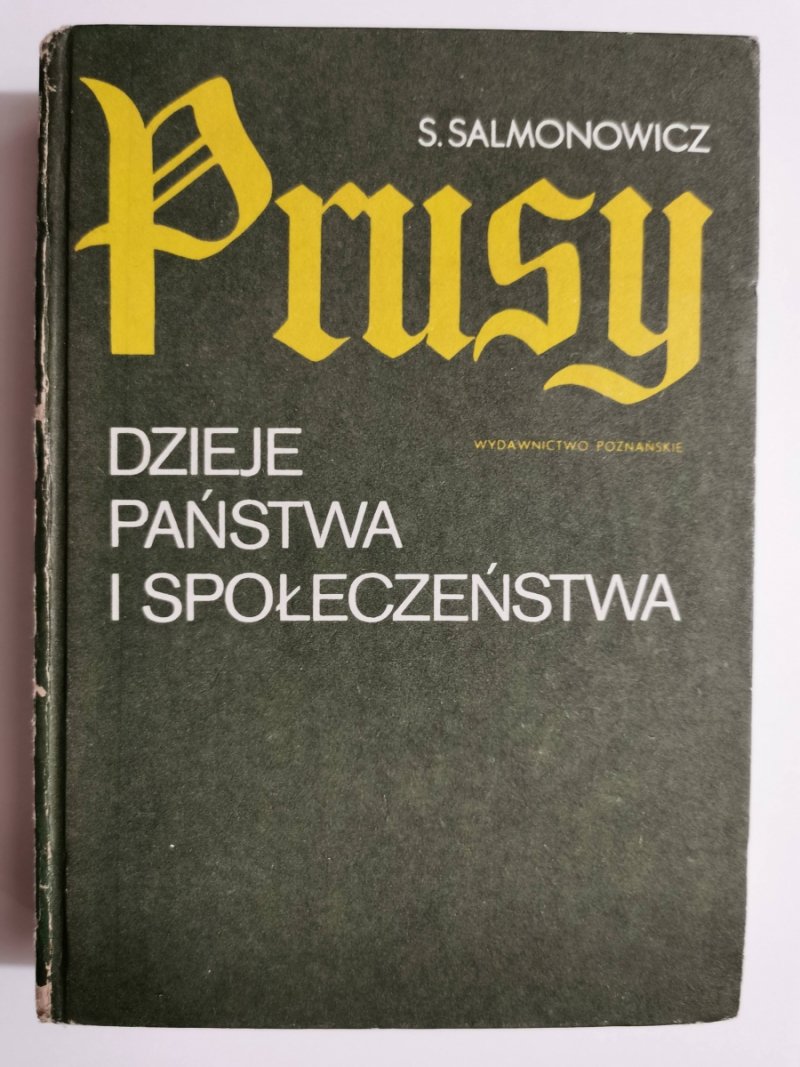 S. SALMONOWICZ
Prusy
WYDAWNICTWO POZNAŃSKIE
DZIEJE
PAŃSTWA
I SPOŁECZEŃSTWA